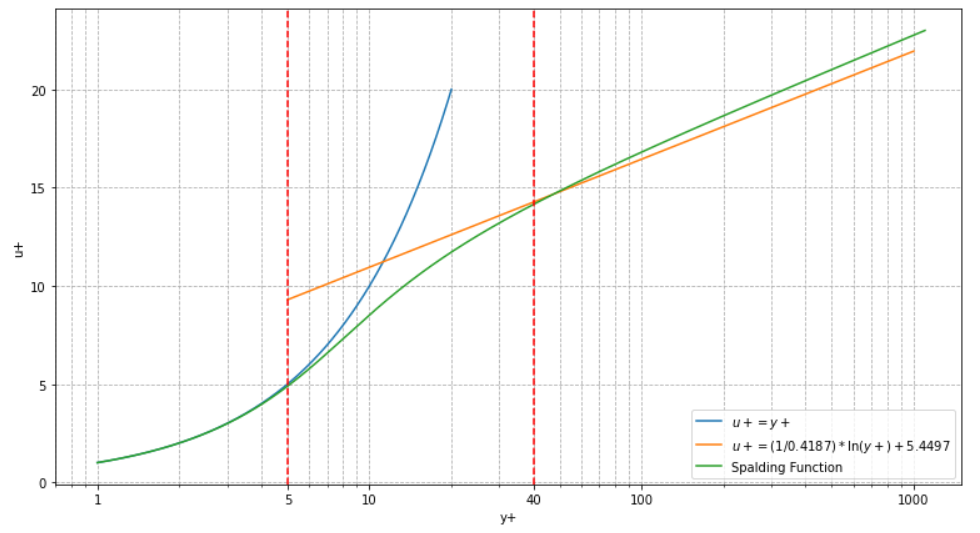 20
15
10
5
0
u+
1
5
10
40
100
1000
y+
u+ = y+
u+ = (1/0.4187) * ln(y+) + 5.4497
Spalding Function